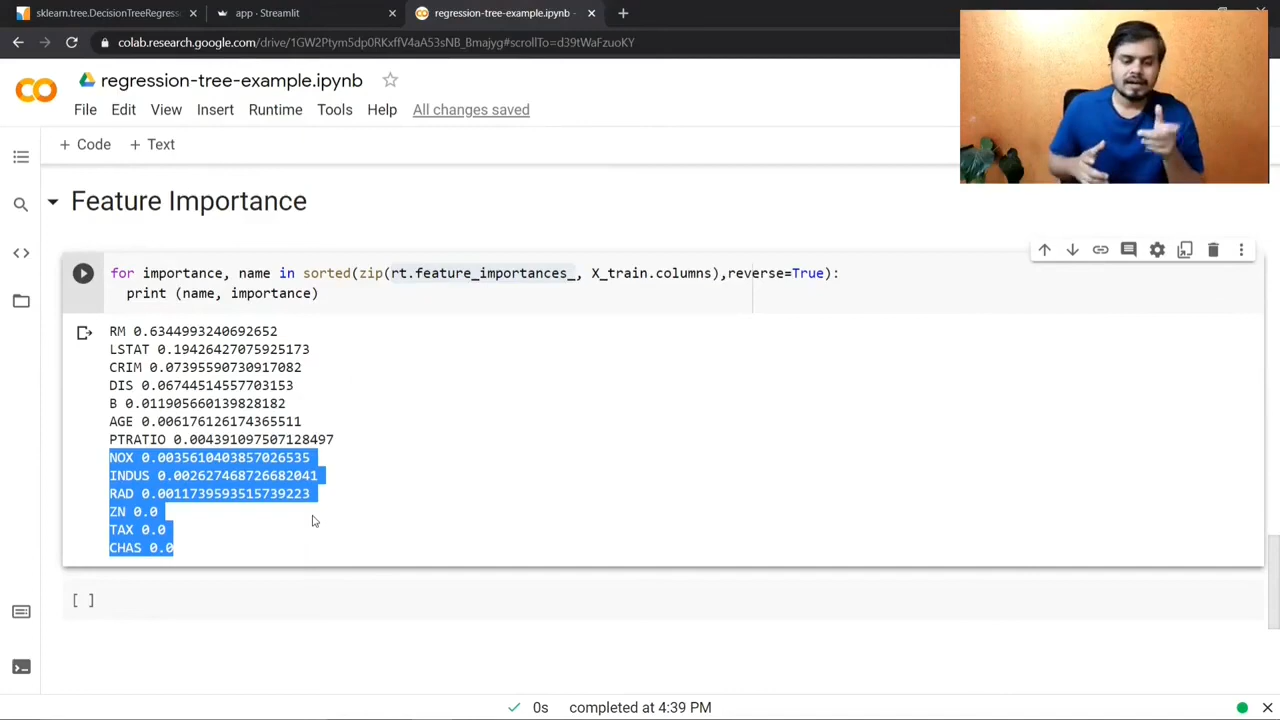 sklearn.tree.DecisionTreeRegress
app · Streamlit
regression-tree-example.ipynb -
colab.research.google.com/drive/1GW2Ptym5dp0RKxffV4aA53sNB_Bmajyg#scrollTo=d39tWaFzuoKY
regression-tree-example.ipynb
File Edit View Insert Runtime Tools Help All changes saved
+ Code + Text
Feature Importance
for importance, name in sorted(zip(rt.feature_importances_, X_train.columns),reverse=True):
print (name, importance)
RM 0.6344993240692652
LSTAT 0.19426427075925173
CRIM 0.07395590730917082
DIS 0.06744514557703153
B 0.011905660139828182
AGE 0.006176126174365511
PTRATIO 0.004391097507128497
NOX 0.0035610403857026535
INDUS 0.002627468726682041
RAD 0.0011739593515739223
ZN 0.0
TAX 0.0
CHAS 0.0
[ ]
0s completed at 4:39 PM